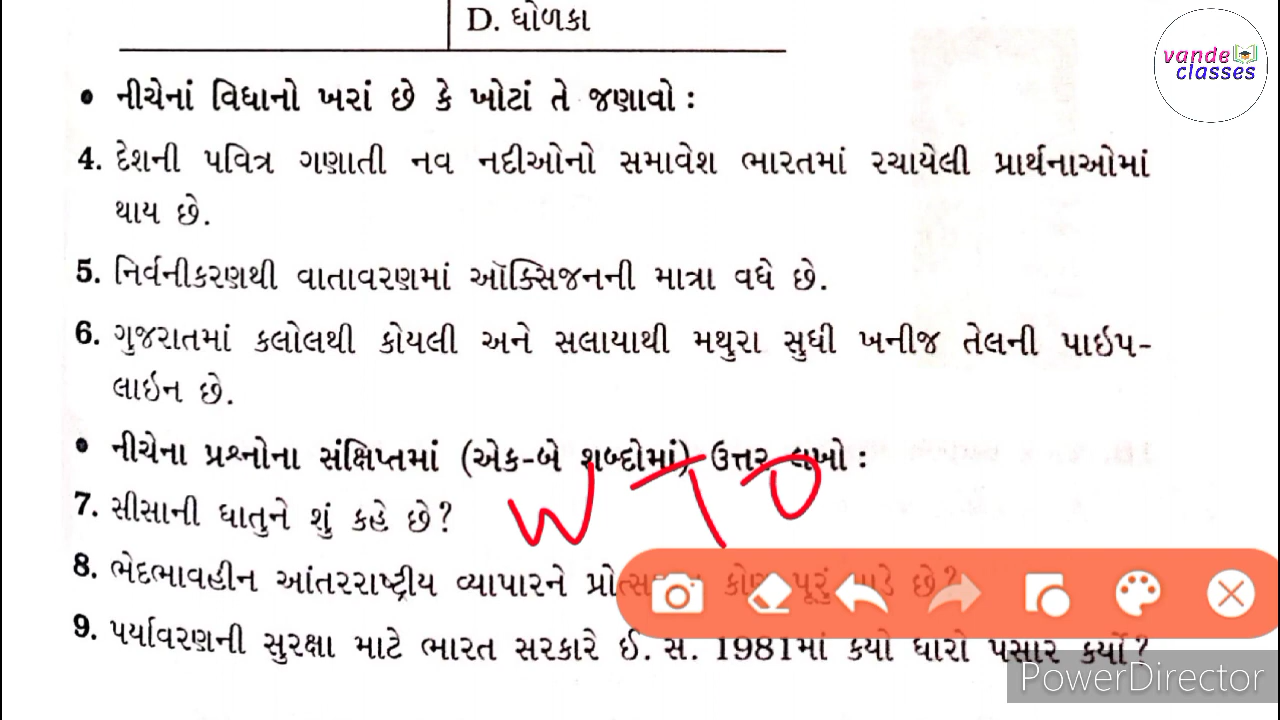 D. ધોળકા
vande
classes
• નીચેનાં વિધાનો ખરાં છે કે ખોટાં તે જણાવો :
4. દેશની પવિત્ર ગણાતી નવ નદીઓનો સમાવેશ ભારતમાં રચાયેલી પ્રાર્થનાઓમાં
થાય છે.
5. નિર્વનીકરણથી વાતાવરણમાં ઑક્સિજનની માત્રા વધે છે.
6. ગુજરાતમાં કલોલથી કોયલી અને સલાયાથી મથુરા સુધી ખનીજ તેલની પાઇપ-
લાઇન છે.
• નીચેના પ્રશ્નોના સંક્ષિપ્તમાં (એક-બે શબ્દોમાં) ઉત્તર લખો :
7. સીસાની ધાતુને શું કહે છે?
WTO
8. ભેદભાવહીન આંતરરાષ્ટ્રીય વ્યાપારને કોણ પૂરું પાડે છે?
9. પર્યાવરણની સુરક્ષા માટે ભારત સરકારે ઈ. સ. 1981માં કયો ધારો પસાર કર્યો?
PowerDirector